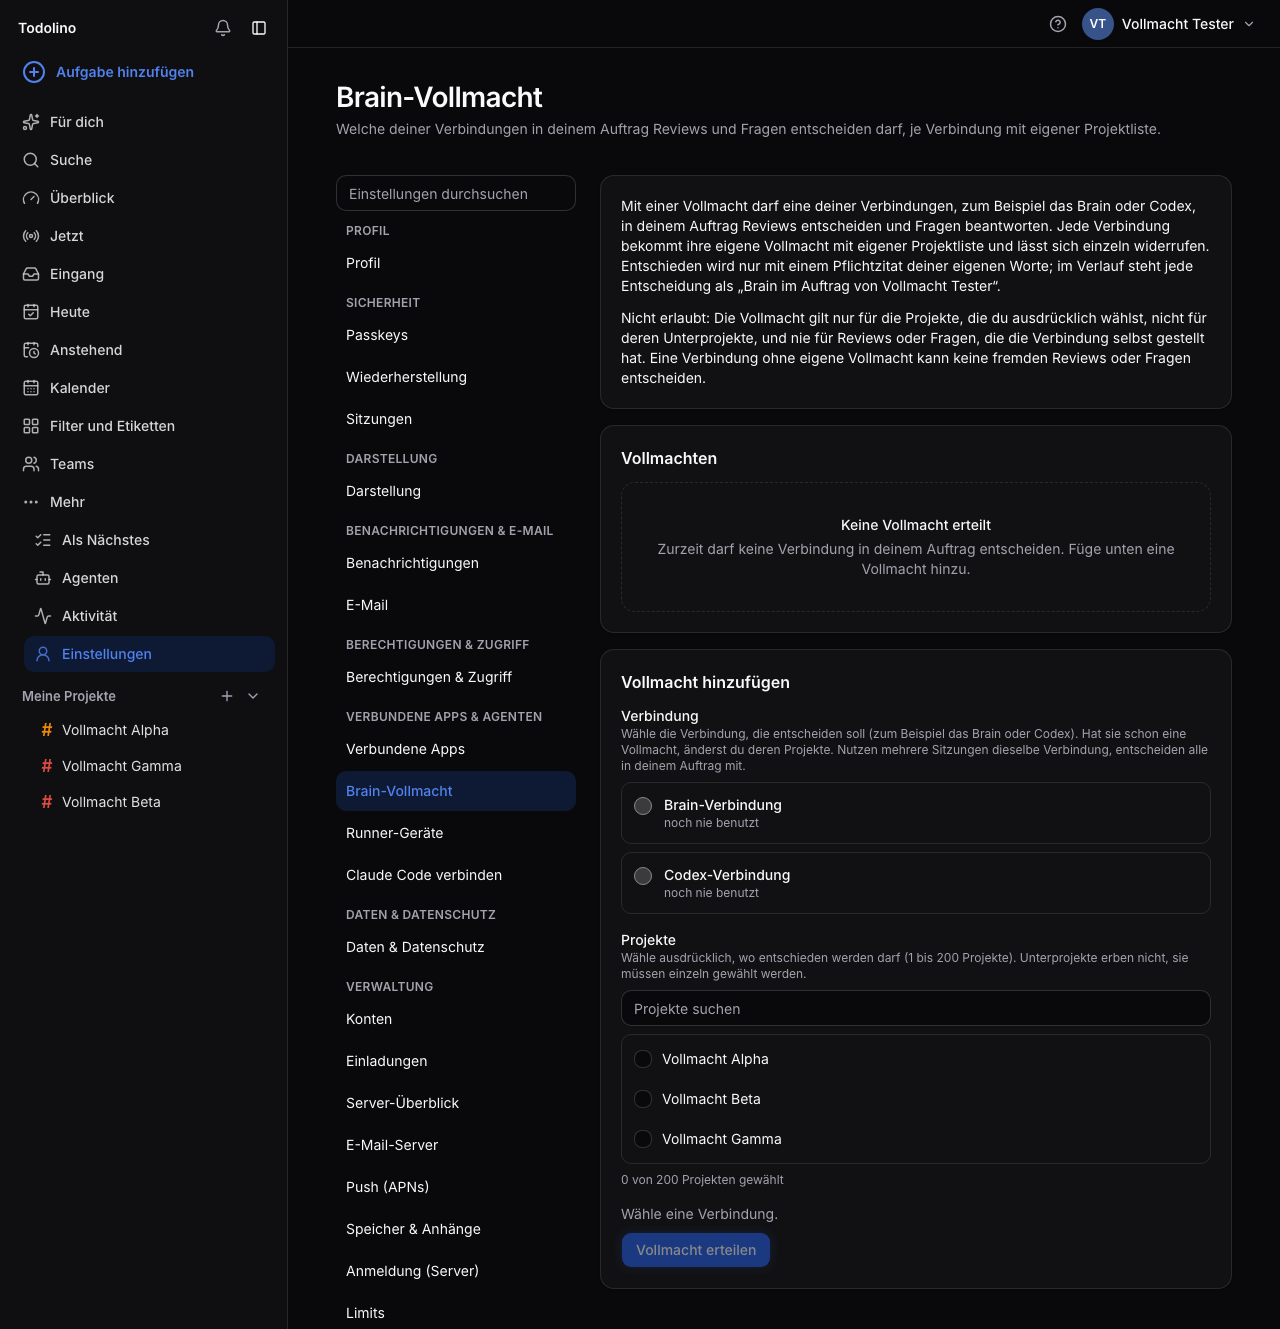 Todolino
Aufgabe hinzufügen
Für dich
Suche
Überblick
Jetzt
Eingang
Heute
Anstehend
Kalender
Filter und Etiketten
Teams
Mehr
Als Nächstes
Agenten
Aktivität
Einstellungen
Meine Projekte
# Vollmacht Alpha
# Vollmacht Gamma
# Vollmacht Beta
VT Vollmacht Tester
Brain-Vollmacht
Welche deiner Verbindungen in deinem Auftrag Reviews und Fragen entscheiden darf, je Verbindung mit eigener Projektliste.
Einstellungen durchsuchen
PROFIL
Profil
SICHERHEIT
Passkeys
Wiederherstellung
Sitzungen
DARSTELLUNG
Darstellung
BENACHRICHTIGUNGEN & E-MAIL
Benachrichtigungen
E-Mail
BERECHTIGUNGEN & ZUGRIFF
Berechtigungen & Zugriff
VERBUNDENE APPS & AGENTEN
Verbundene Apps
Brain-Vollmacht
Runner-Geräte
Claude Code verbinden
DATEN & DATENSCHUTZ
Daten & Datenschutz
VERWALTUNG
Konten
Einladungen
Server-Überblick
E-Mail-Server
Push (APNs)
Speicher & Anhänge
Anmeldung (Server)
Limits
Mit einer Vollmacht darf eine deiner Verbindungen, zum Beispiel das Brain oder Codex,
in deinem Auftrag Reviews entscheiden und Fragen beantworten. Jede Verbindung
bekommt ihre eigene Vollmacht mit eigener Projektliste und lässt sich einzeln widerrufen.
Entschieden wird nur mit einem Pflichtzitat deiner eigenen Worte; im Verlauf steht jede
Entscheidung als „Brain im Auftrag von Vollmacht Tester“.
Nicht erlaubt: Die Vollmacht gilt nur für die Projekte, die du ausdrücklich wählst, nicht für
deren Unterprojekte, und nie für Reviews oder Fragen, die die Verbindung selbst gestellt
hat. Eine Verbindung ohne eigene Vollmacht kann keine fremden Reviews oder Fragen
entscheiden.
Vollmachten
Keine Vollmacht erteilt
Zurzeit darf keine Verbindung in deinem Auftrag entscheiden. Füge unten eine
Vollmacht hinzu.
Vollmacht hinzufügen
Verbindung
Wähle die Verbindung, die entscheiden soll (zum Beispiel das Brain oder Codex). Hat sie schon eine
Vollmacht, änderst du deren Projekte. Nutzen mehrere Sitzungen dieselbe Verbindung, entscheiden alle
in deinem Auftrag mit.
Brain-Verbindung
noch nie benutzt
Codex-Verbindung
noch nie benutzt
Projekte
Wähle ausdrücklich, wo entschieden werden darf (1 bis 200 Projekte). Unterprojekte erben nicht, sie
müssen einzeln gewählt werden.
Projekte suchen
Vollmacht Alpha
Vollmacht Beta
Vollmacht Gamma
0 von 200 Projekten gewählt
Wähle eine Verbindung.
Vollmacht erteilen